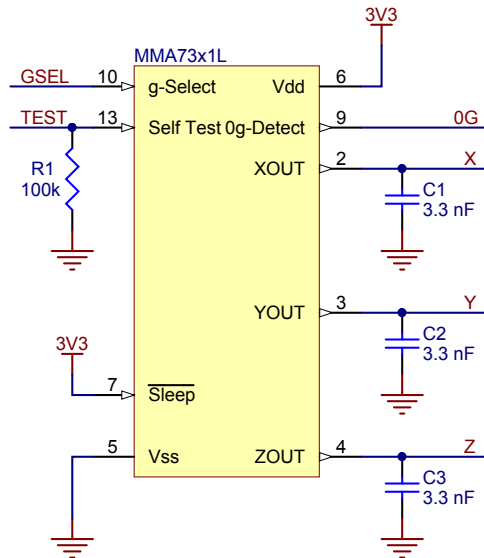 3V3
MMA73x1L
GSEL 10 g-Select Vdd 6
TEST 13 Self Test 0g-Detect 9 0G
XOUT 2 X
R1
100k
C1
3.3 nF
YOUT 3 Y
C2
3.3 nF
3V3
7 Sleep
5 Vss ZOUT 4 Z
C3
3.3 nF